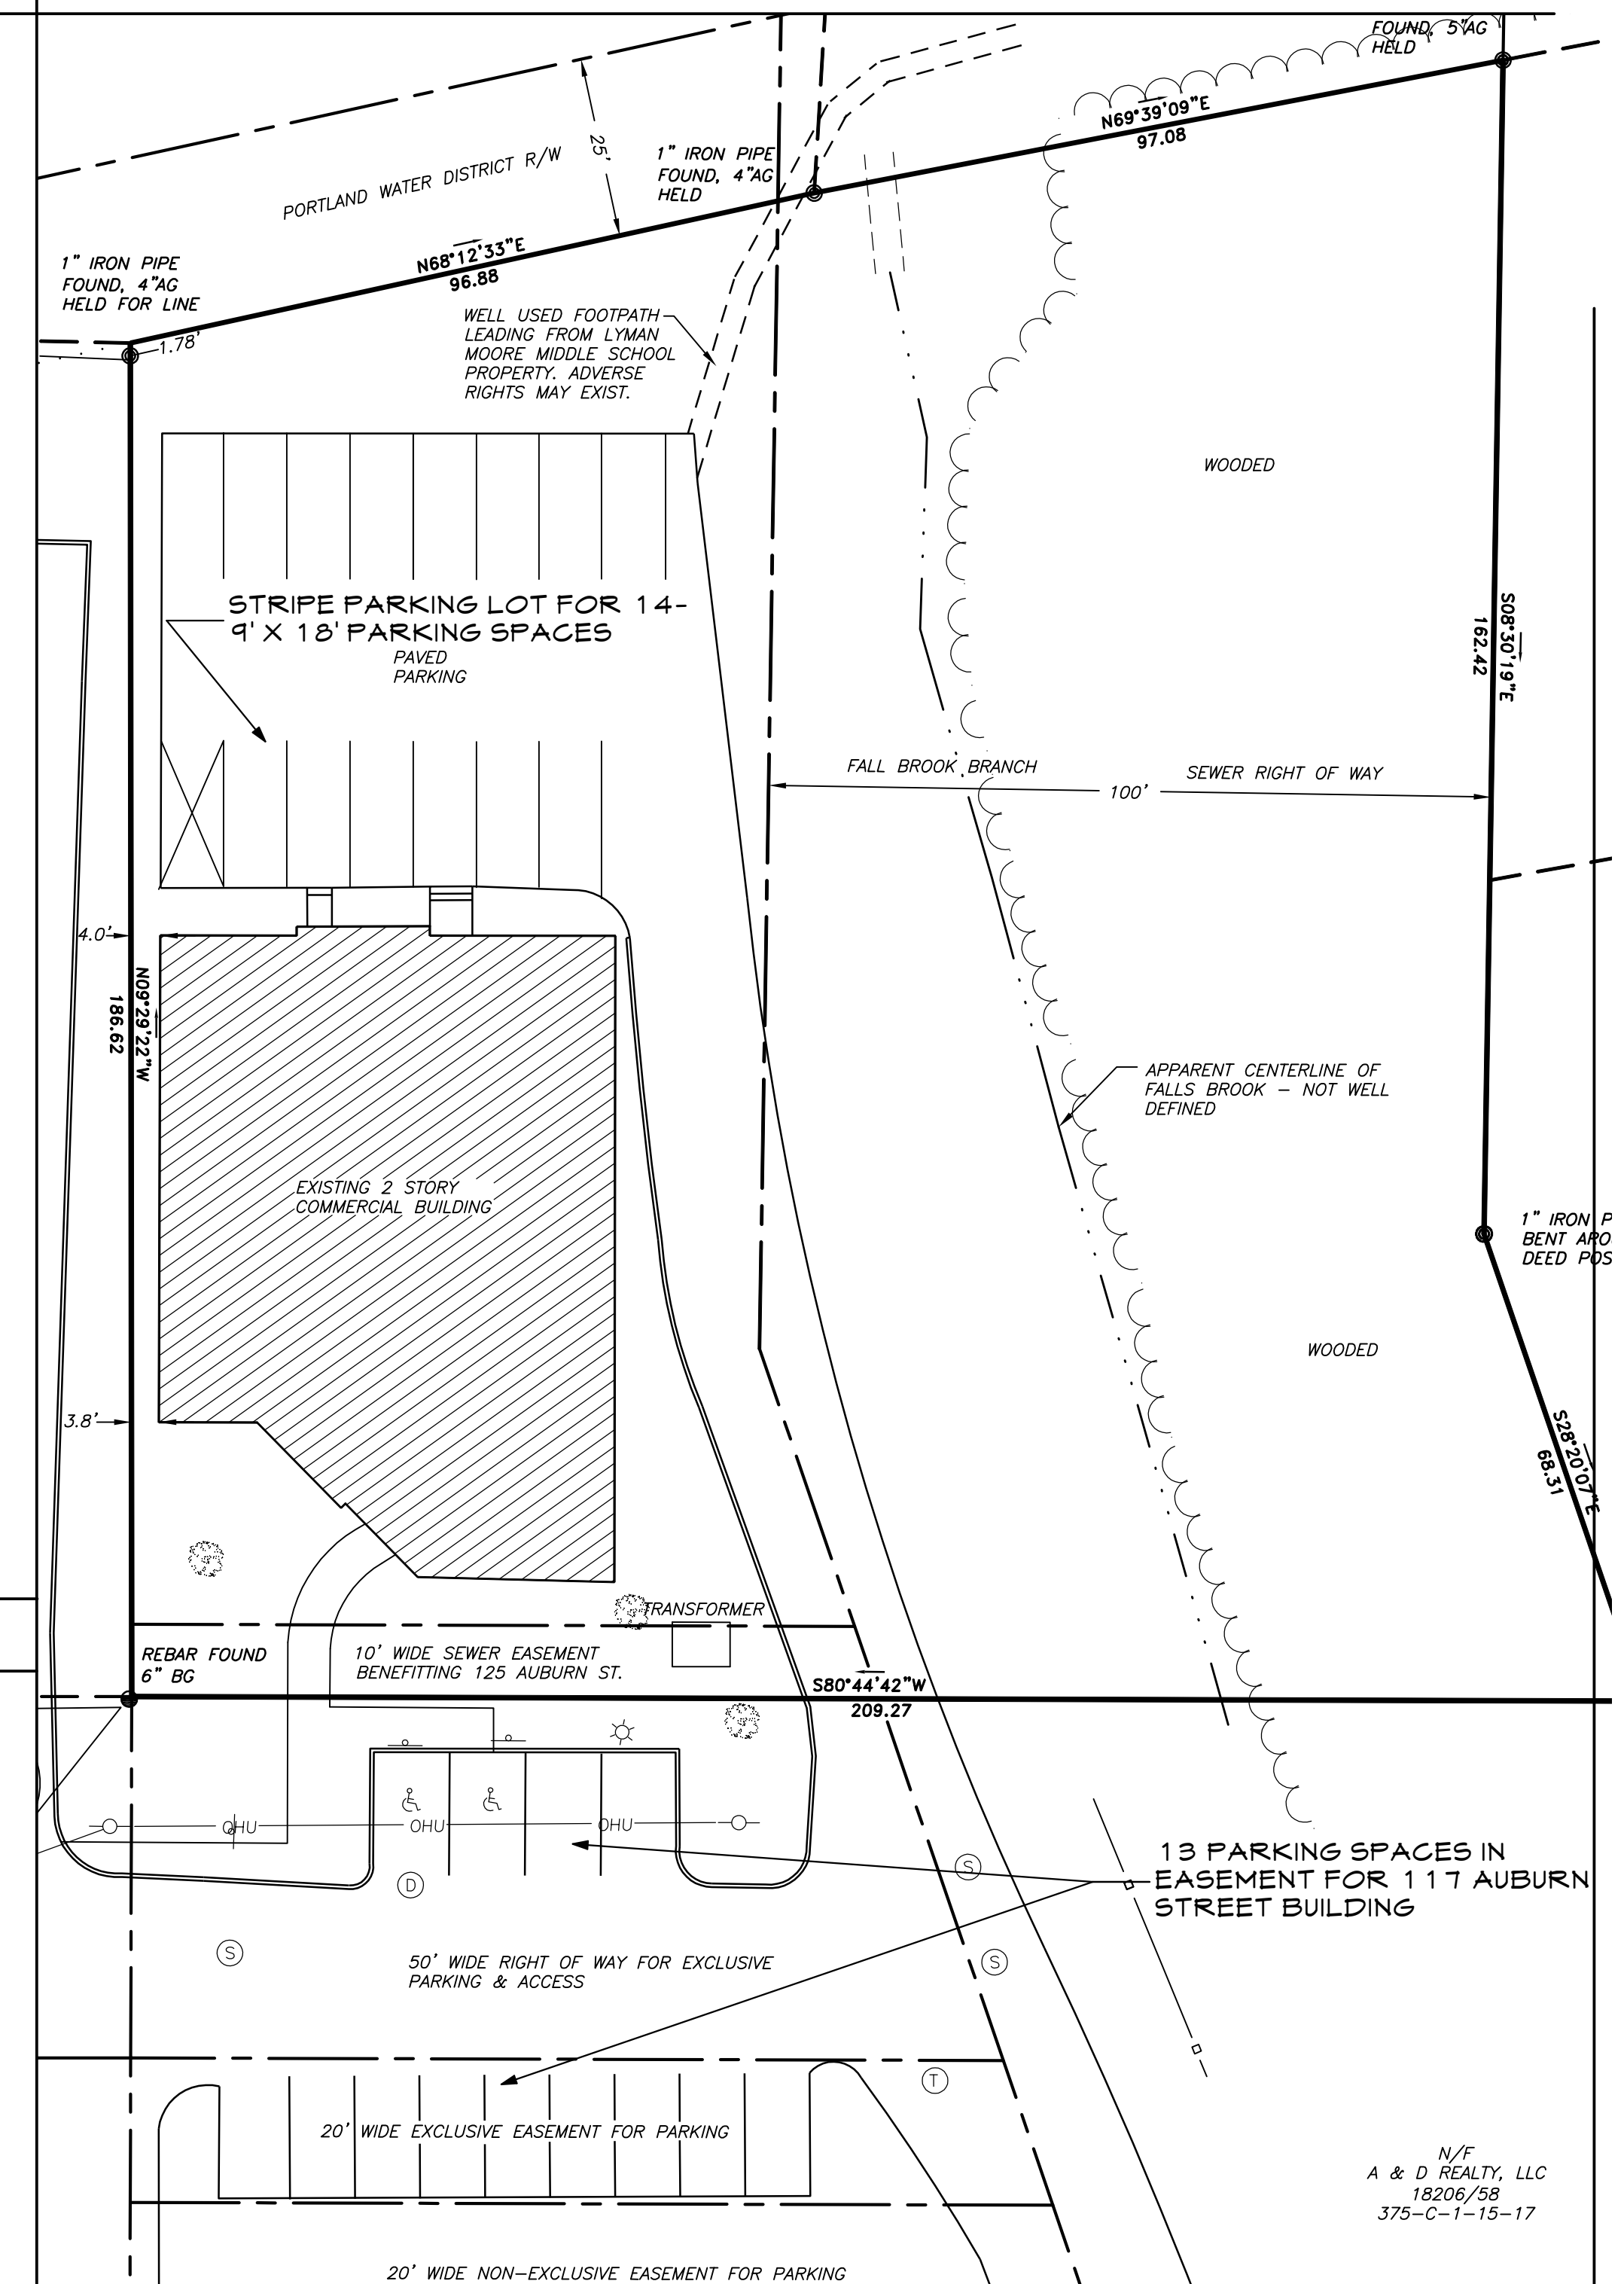 FOUND, 5"AG
HELD
N69°39'09"E
97.08
25'
1" IRON PIPE
FOUND, 4"AG
HELD
PORTLAND WATER DISTRICT R/W
N68°12'33"E
96.88
1" IRON PIPE
FOUND, 4"AG
HELD FOR LINE
1.78'
WELL USED FOOTPATH
LEADING FROM LYMAN
MOORE MIDDLE SCHOOL
PROPERTY. ADVERSE
RIGHTS MAY EXIST.
WOODED
STRIPE PARKING LOT FOR 14-
9' X 18' PARKING SPACES
PAVED
PARKING
S08°30'19"E
162.42
FALL BROOK BRANCH
SEWER RIGHT OF WAY
100'
4.0'
N09°29'22"W
186.62
APPARENT CENTERLINE OF
FALLS BROOK – NOT WELL
DEFINED
EXISTING 2 STORY
COMMERCIAL BUILDING
1" IRON P
BENT ARO
DEED POS
WOODED
3.8'
S28°20'07"E
68.31
TRANSFORMER
REBAR FOUND
6" BG
10' WIDE SEWER EASEMENT
BENEFITTING 125 AUBURN ST.
S80°44'42"W
209.27
OHU
OHU
OHU
13 PARKING SPACES IN
EASEMENT FOR 117 AUBURN
STREET BUILDING
S
D
S
S
50' WIDE RIGHT OF WAY FOR EXCLUSIVE
PARKING & ACCESS
T
20' WIDE EXCLUSIVE EASEMENT FOR PARKING
N/F
A & D REALTY, LLC
18206/58
375-C-1-15-17
20' WIDE NON-EXCLUSIVE EASEMENT FOR PARKING